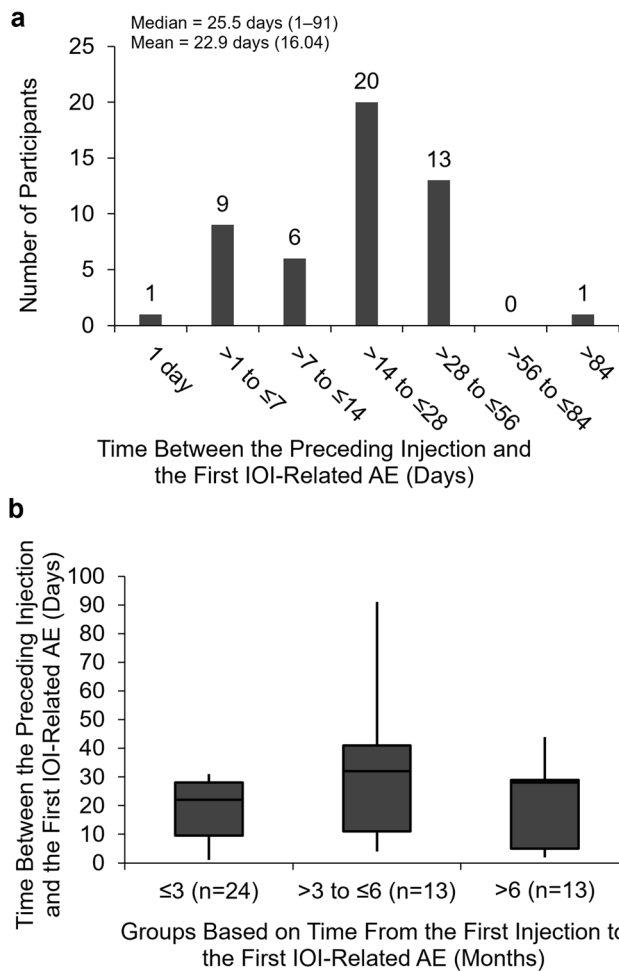 a
Median = 25.5 days (1–91)
Mean = 22.9 days (16.04)
Number of Participants
25
20
15
10
5
0
1
9
6
20
13
0
1
1 day
>1 to ≤7
>7 to ≤14
>14 to ≤28
>28 to ≤56
>56 to ≤84
>84
Time Between the Preceding Injection and
the First IOI-Related AE (Days)
b
Time Between the Preceding Injection
and the First IOI-Related AE (Days)
100
90
80
70
60
50
40
30
20
10
0
≤3 (n=24)
>3 to ≤6 (n=13)
>6 (n=13)
Groups Based on Time From the First Injection to
the First IOI-Related AE (Months)